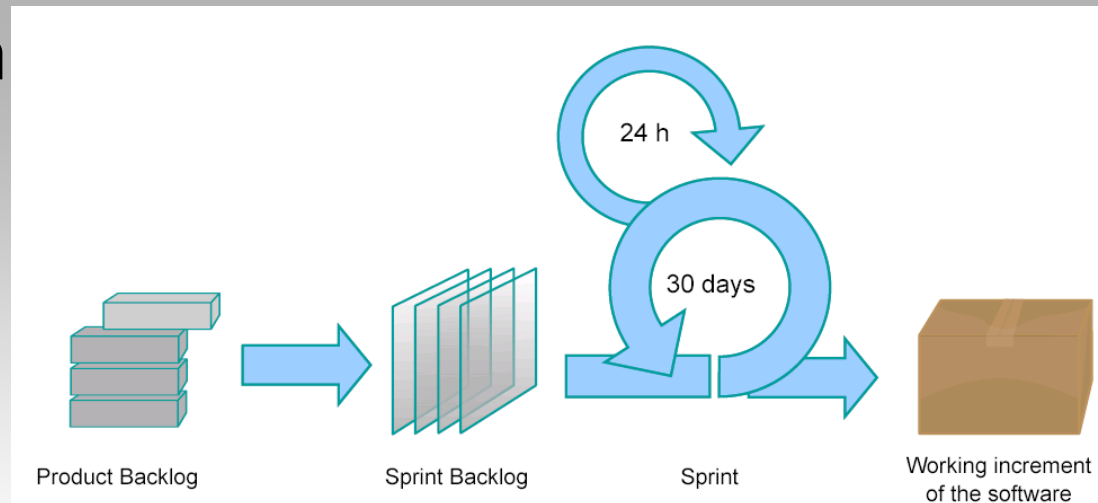 24 h
30 days
Product Backlog
Sprint Backlog
Sprint
Working increment
of the software